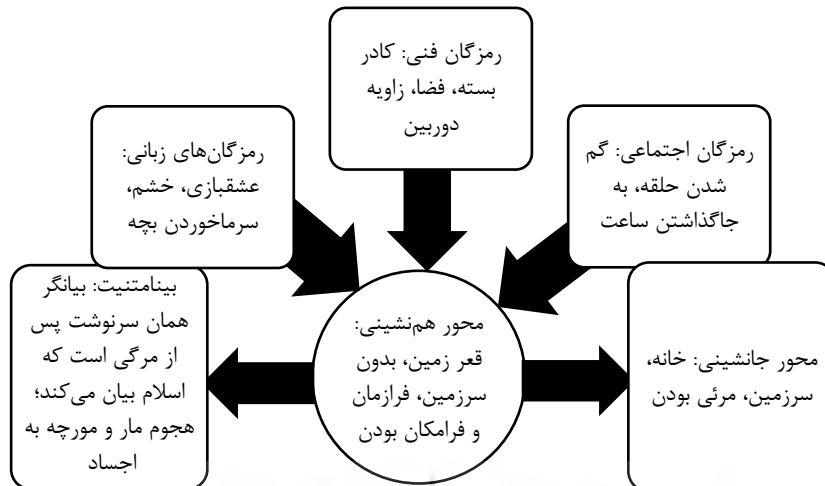 رمزگان فنی: کادر
بسته، فضا، زاویه
دوربین
رمزگان اجتماعی: گم
شدن حلقه، به
جاگذاشتن ساعت
رمزگان‌های زبانی:
عشقبازی، خشم،
سرماخوردن بچه
محور جانشینی: خانه،
سرزمین، مرئی بودن
محور هم‌نشینی:
قعر زمین، بدون
سرزمین، فرازمان
و فرامکان بودن
بینامتنیت: بیانگر
همان سرنوشت پس
از مرگی است که
اسلام بیان می‌کند؛
هجوم مار و مورچه به
اجساد